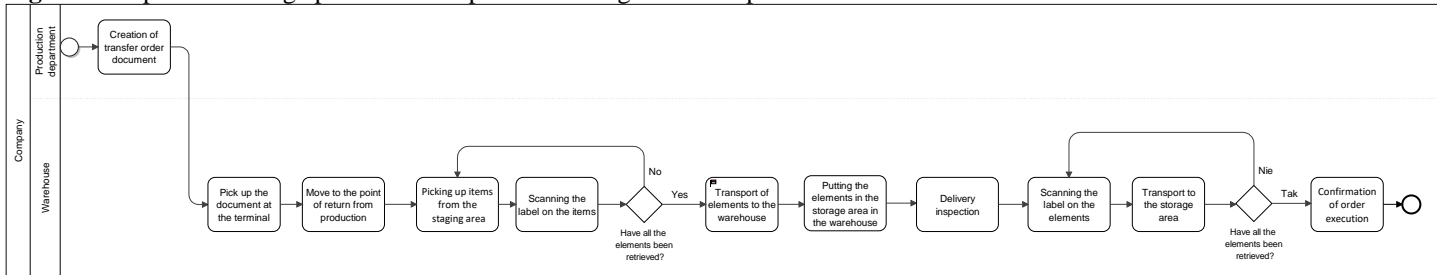 Company
Production
department
Warehouse
Creation of
transfer order
document
Pick up the
document at
the terminal
Move to the point
of return from
production
Picking up items
from the
staging area
Scanning the
label on the items
No
Yes
Have all the
elements been
retrieved?
Transport of
elements to the
warehouse
Putting the
elements in the
storage area in
the warehouse
Delivery
inspection
Scanning the
label on the
elements
Transport to
the storage
area
Nie
Tak
Have all the
elements been
retrieved?
Confirmation
of order
execution